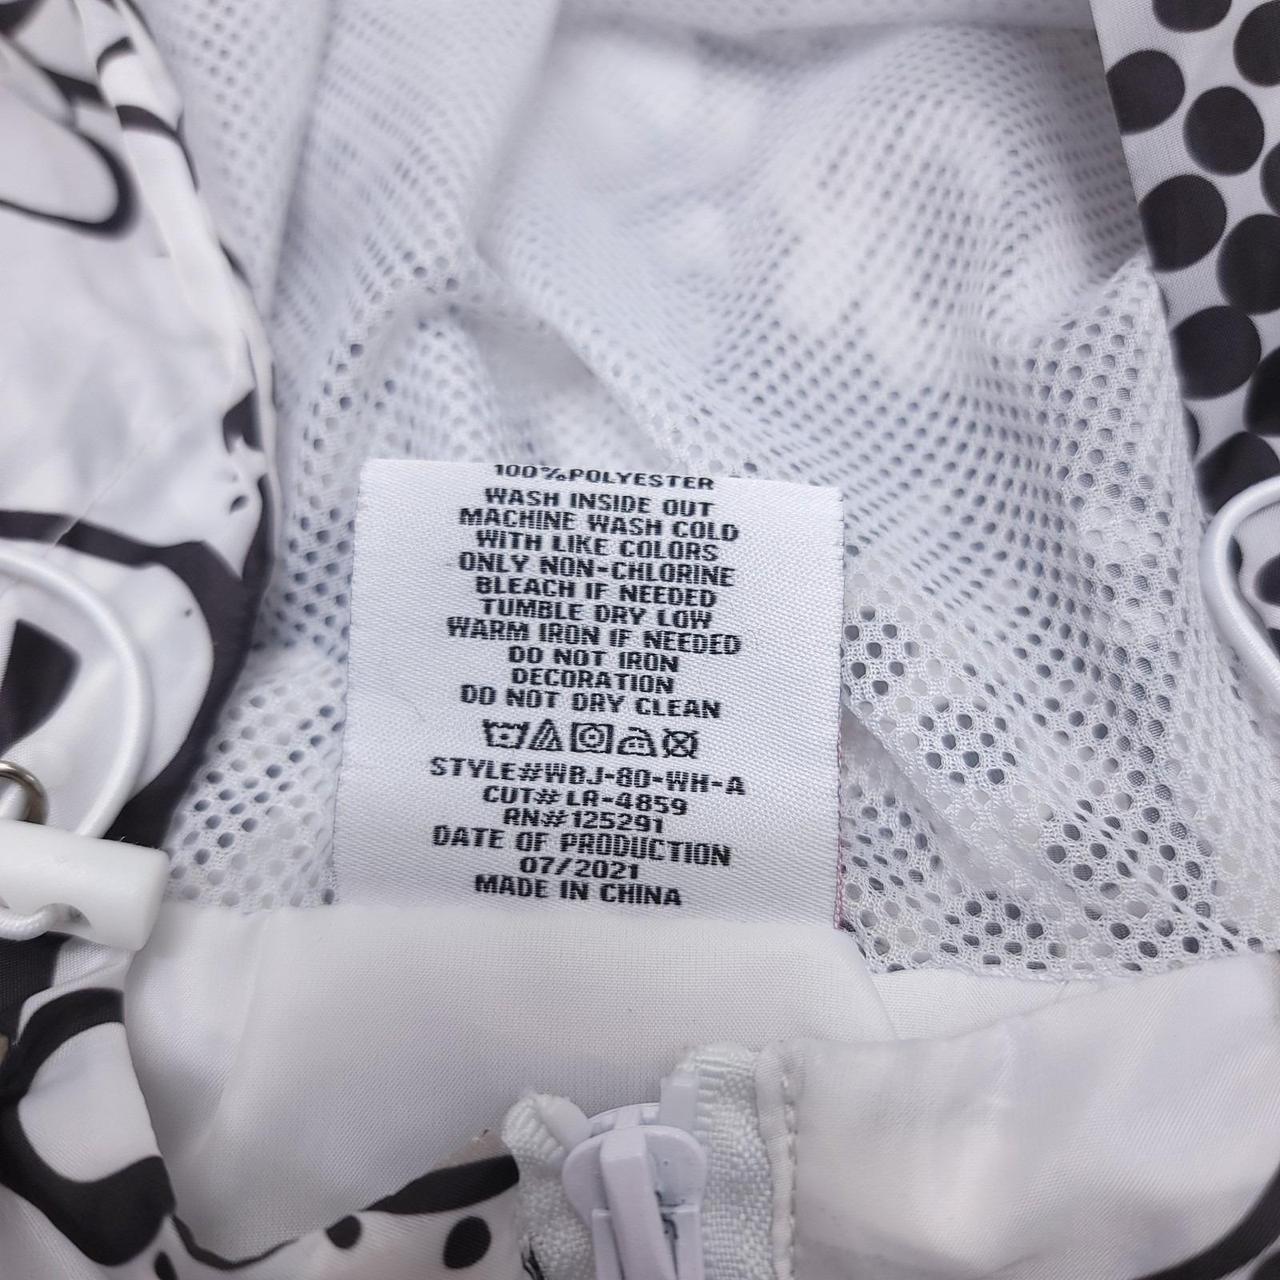 100%POLYESTER
WASH INSIDE OUT
MACHINE WASH COLD
WITH LIKE COLORS
ONLY NON-CHLORINE
BLEACH IF NEEDED
TUMBLE DRY LOW
WARM IRON IF NEEDED
DO NOT IRON
DECORATION
DO NOT DRY CLEAN
STYLE#WBJ-80-WH-A
CUT# LR-4859
RN#125291
DATE OF PRODUCTION
07/2021
MADE IN CHINA